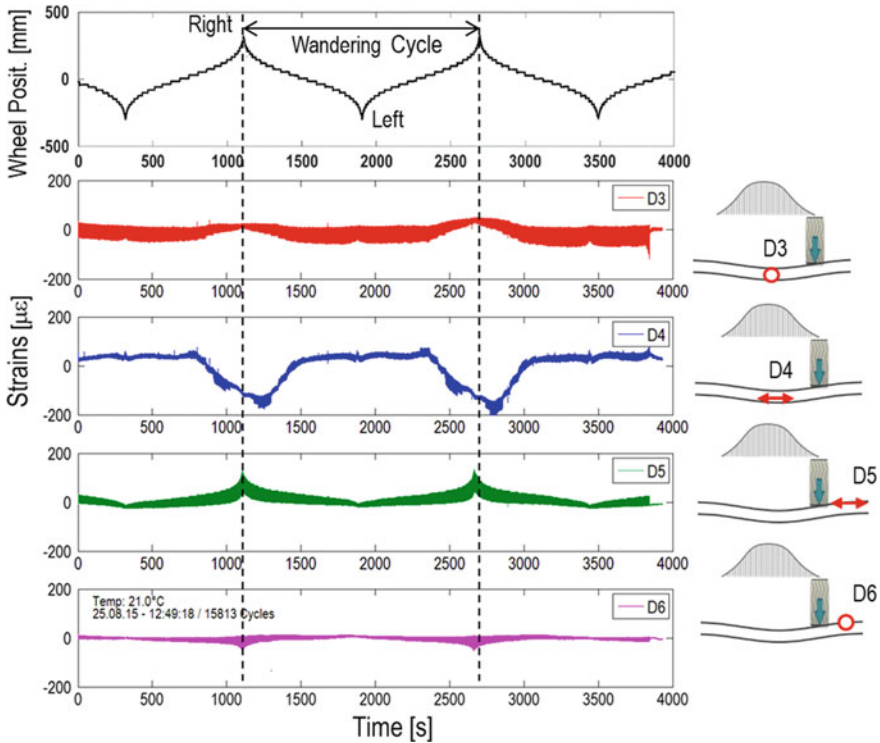 Wheel Posit. [mm]
500
0
-500
Right
Wandering Cycle
Left
0 500 1000 1500 2000 2500 3000 3500 4000
Strains [µε]
200
0
-200
D3
0 500 1000 1500 2000 2500 3000 3500 4000
D3
200
0
-200
D4
0 500 1000 1500 2000 2500 3000 3500 4000
D4
200
0
-200
D5
0 500 1000 1500 2000 2500 3000 3500 4000
D5
200
0
-200
Temp: 21.0°C
25.08.15 - 12:49:18 / 15813 Cycles
D6
0 500 1000 1500 2000 2500 3000 3500 4000
D6
Time [s]